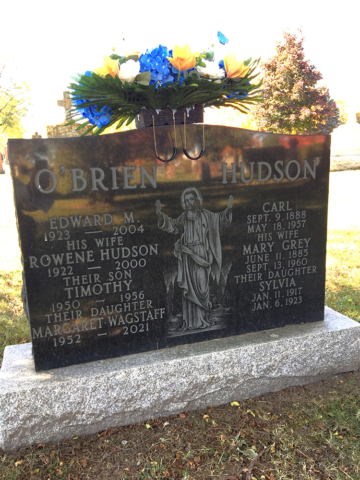 O'BRIEN
EDWARD M.
1923 – 2004
HIS WIFE
ROWENE HUDSON
1922 – 2000
THEIR SON
TIMOTHY
1950 – 1956
THEIR DAUGHTER
MARGARET WAGSTAFF
1952 – 2021
HUDSON
CARL
SEPT. 9, 1888
MAY 18, 1957
HIS WIFE
MARY GREY
JUNE 11, 1885
SEPT 13, 1960
THEIR DAUGHTER
SYLVIA
JAN. 11, 1917
JAN. 6, 1923